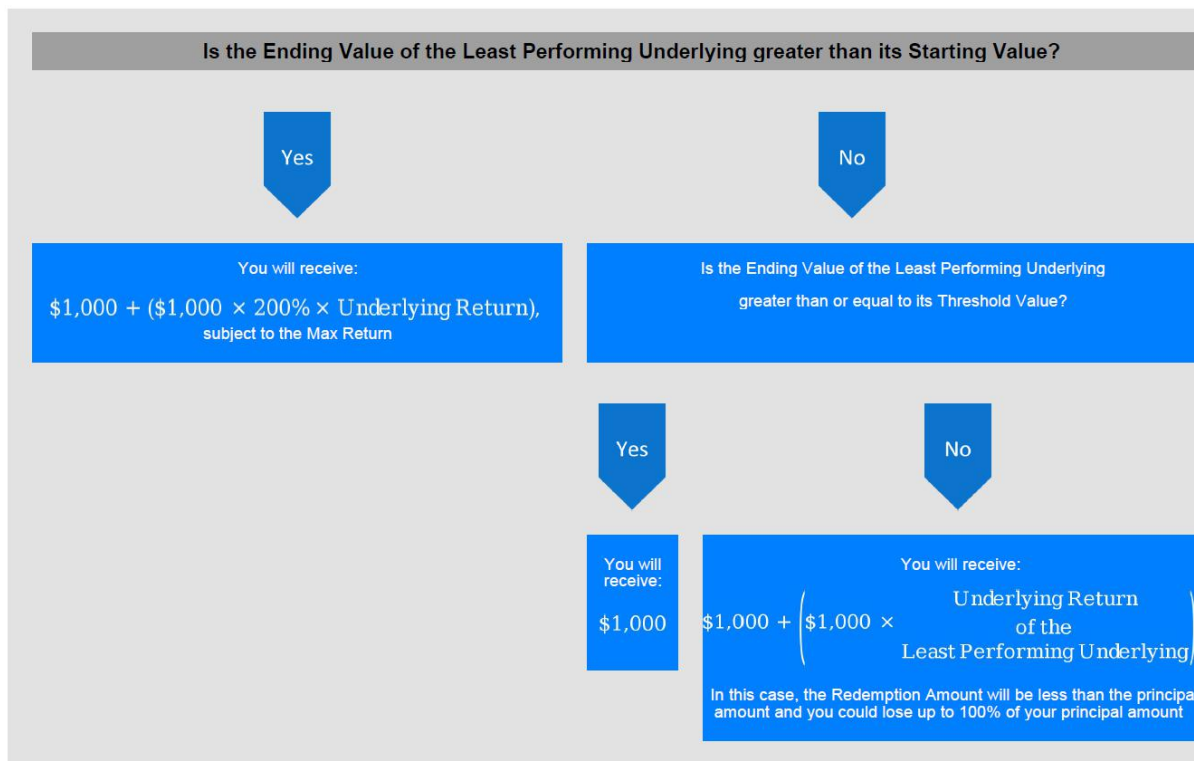 Is the Ending Value of the Least Performing Underlying greater than its Starting Value?
Yes
No
You will receive:
$1,000 + ($1,000 × 200% × Underlying Return),
subject to the Max Return
Is the Ending Value of the Least Performing Underlying
greater than or equal to its Threshold Value?
Yes
No
You will
receive:
$1,000
You will receive:
$1,000 + ($1,000 × Underlying Return
of the
Least Performing Underlying)
In this case, the Redemption Amount will be less than the principa
amount and you could lose up to 100% of your principal amount